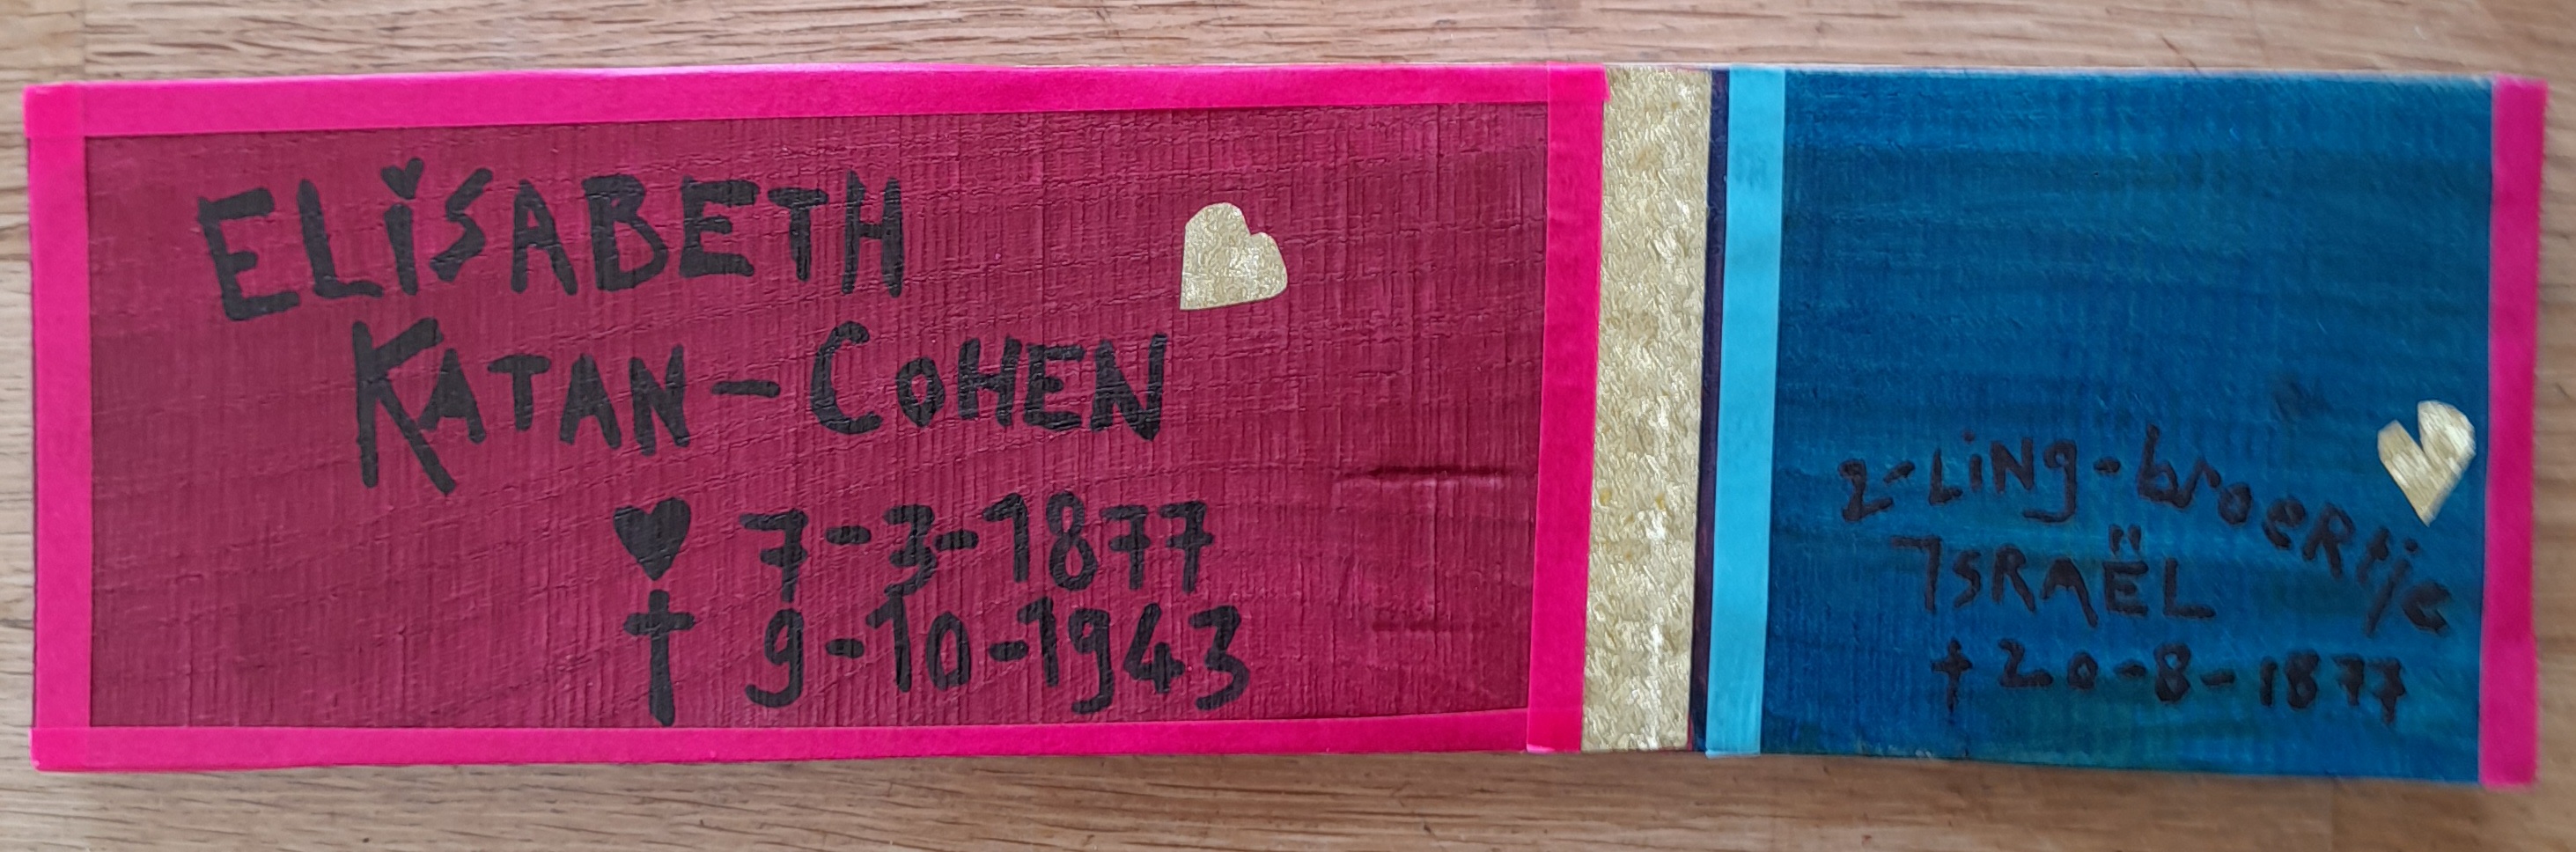 ELiSABETH
KATAN-COHEN
♥ 7-3-1877
† 9-10-1943
2-LiNg-broeRtje
ISRAËL
† 20-8-1877